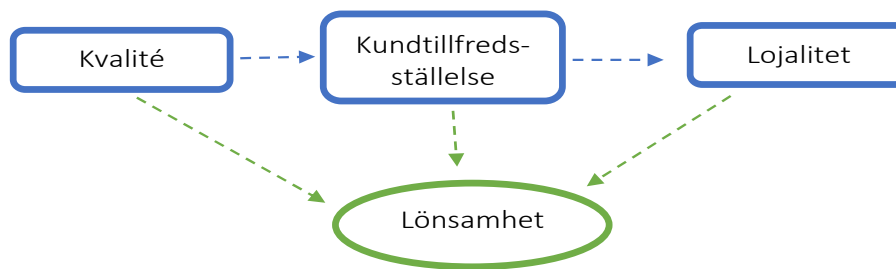 Kvalité
Kundtillfreds-
ställelse
Lojalitet
Lönsamhet